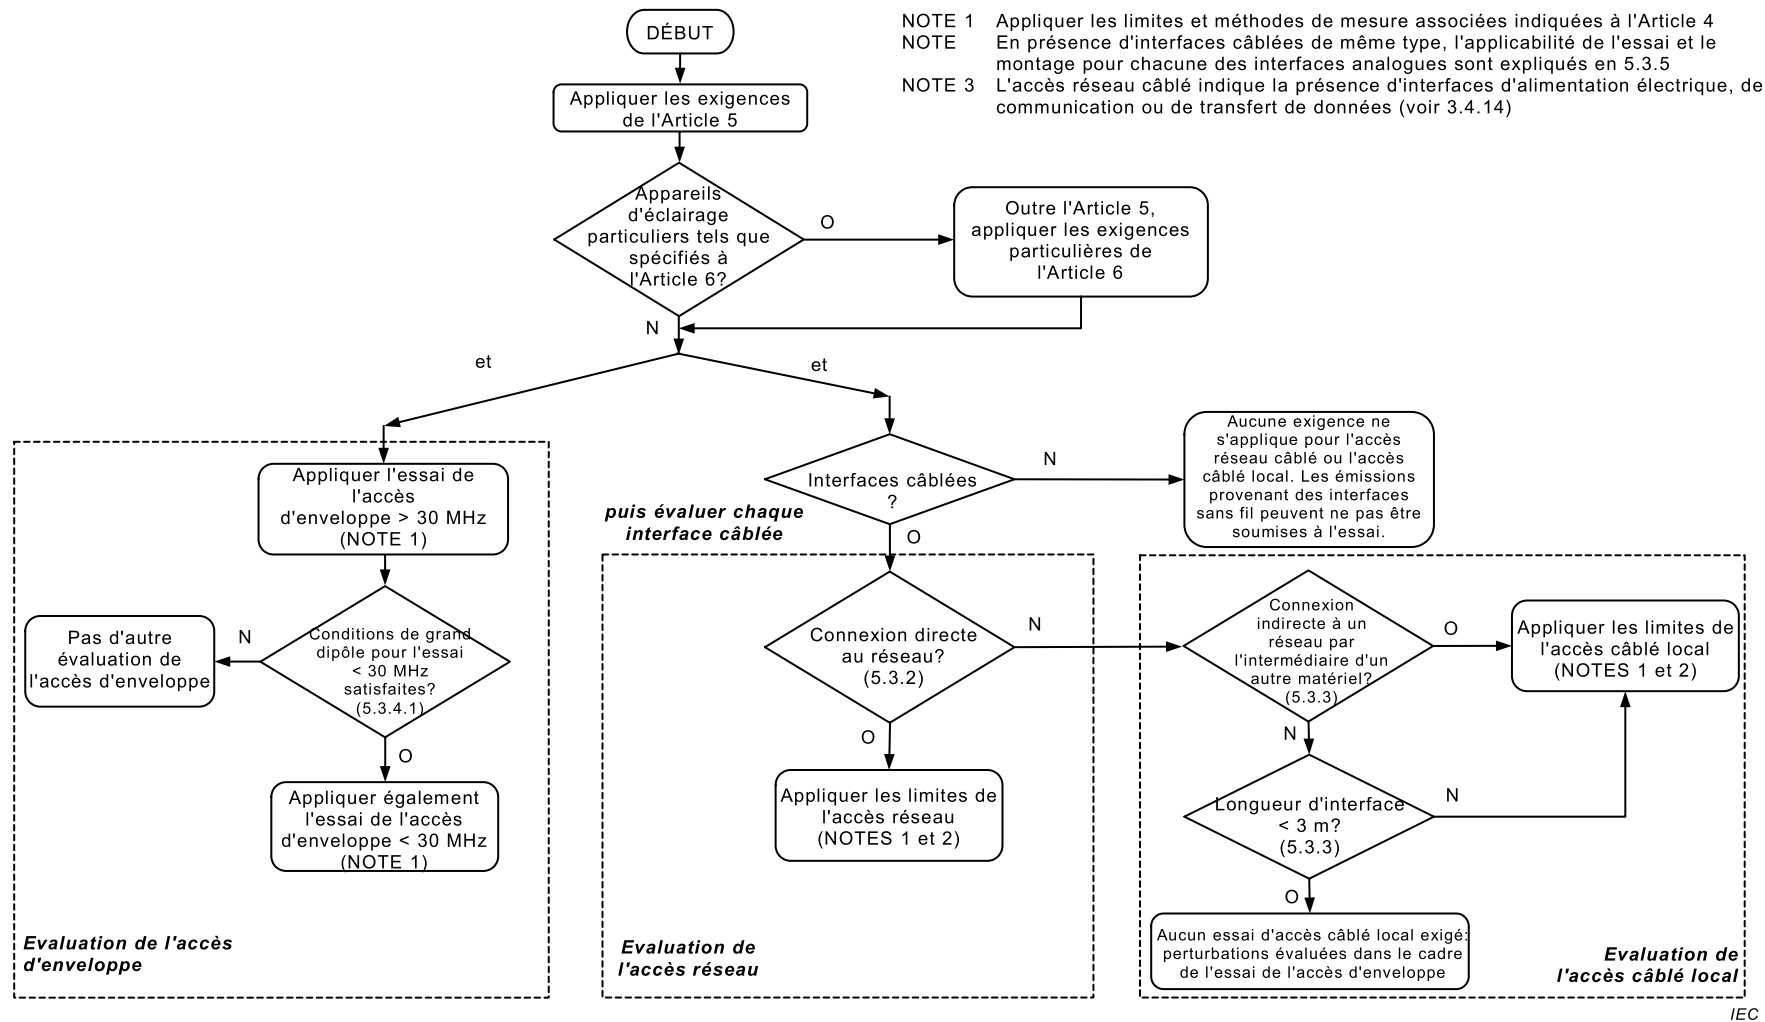 DÉBUT
NOTE 1 Appliquer les limites et méthodes de mesure associées indiquées à l'Article 4
NOTE En présence d'interfaces câblées de même type, l'applicabilité de l'essai et le
montage pour chacune des interfaces analogues sont expliqués en 5.3.5
NOTE 3 L'accès réseau câblé indique la présence d'interfaces d'alimentation électrique, de
communication ou de transfert de données (voir 3.4.14)
Appliquer les exigences
de l'Article 5
Appareils
d'éclairage
particuliers tels que
spécifiés à
l'Article 6?
O
Outre l'Article 5,
appliquer les exigences
particulières de
l'Article 6
N
et
et
Appliquer l'essai de
l'accès
d'enveloppe > 30 MHz
(NOTE 1)
Conditions de grand
dipôle pour l'essai
< 30 MHz
satisfaites?
(5.3.4.1)
N
Pas d'autre
évaluation de
l'accès d'enveloppe
O
Appliquer également
l'essai de l'accès
d'enveloppe < 30 MHz
(NOTE 1)
Evaluation de l'accès
d'enveloppe
Interfaces câblées
?
N
Aucune exigence ne
s'applique pour l'accès
réseau câblé ou l'accès
câblé local. Les émissions
provenant des interfaces
sans fil peuvent ne pas être
soumises à l'essai.
puis évaluer chaque
interface câblée
O
Connexion directe
au réseau?
(5.3.2)
N
O
Appliquer les limites de
l'accès réseau
(NOTES 1 et 2)
Evaluation de
l'accès réseau
Connexion
indirecte à un
réseau par
l'intermédiaire d'un
autre matériel?
(5.3.3)
O
Appliquer les limites de
l'accès câblé local
(NOTES 1 et 2)
N
Longueur d'interface
< 3 m?
(5.3.3)
N
O
Aucun essai d'accès câblé local exigé:
perturbations évaluées dans le cadre
de l'essai de l'accès d'enveloppe
Evaluation de
l'accès câblé local
IEC